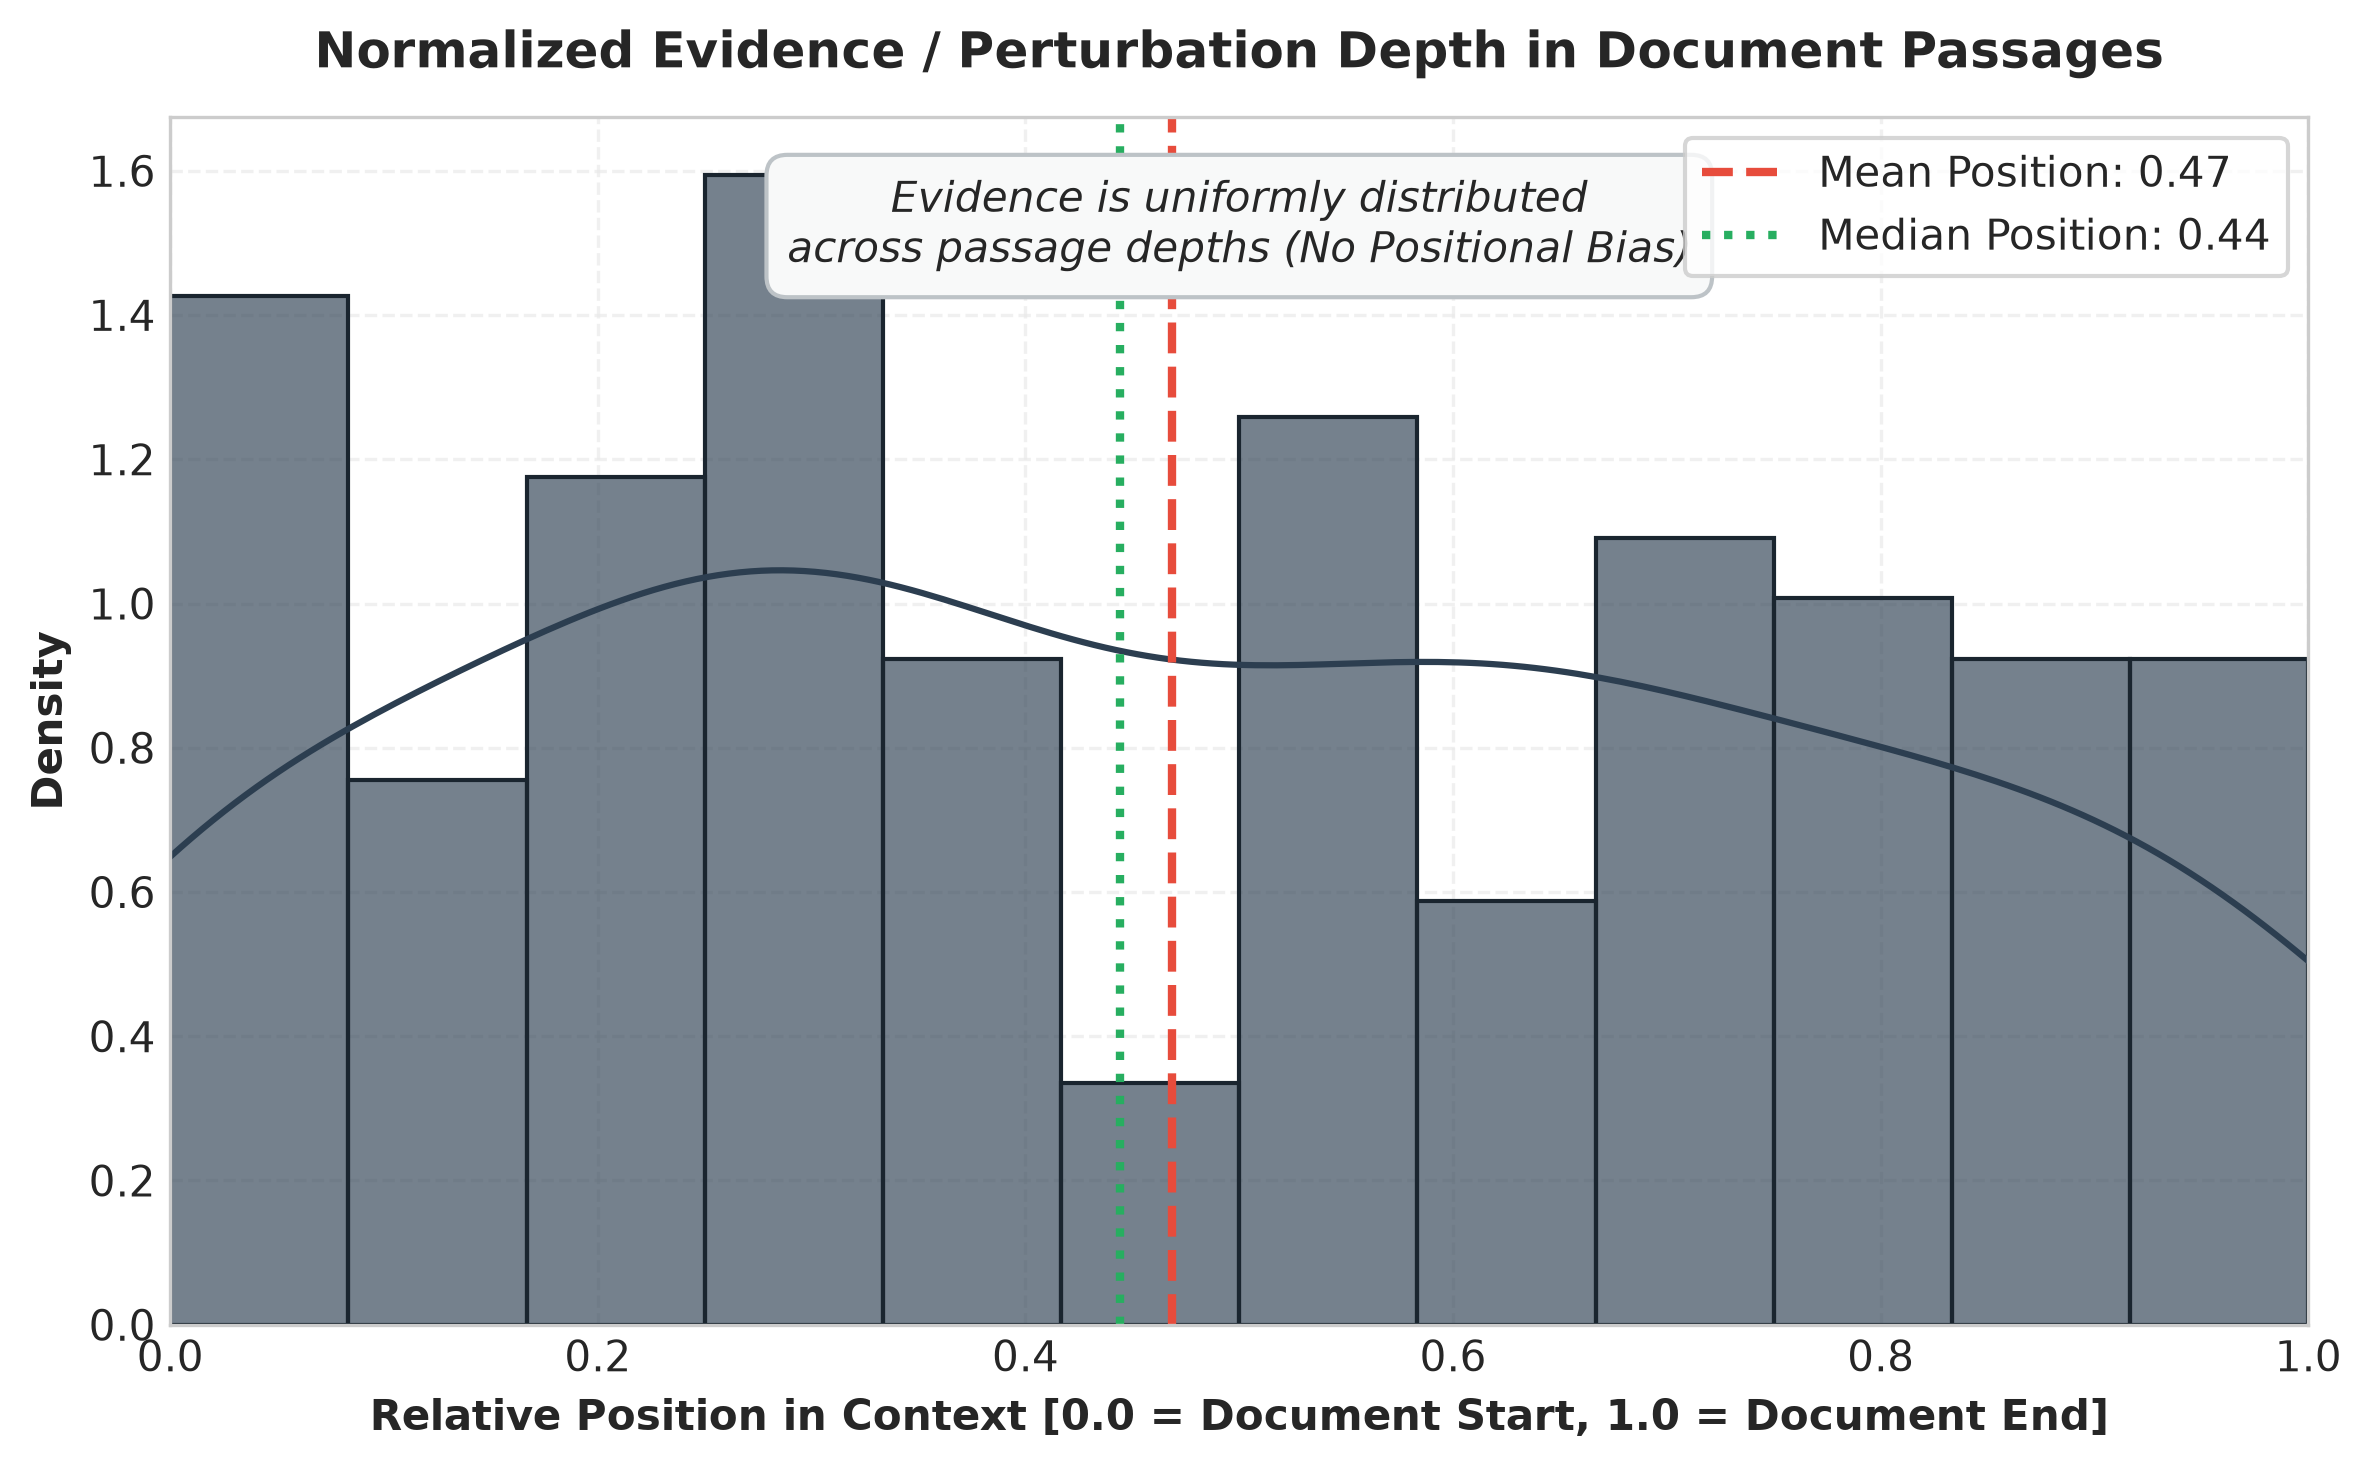 Normalized Evidence / Perturbation Depth in Document Passages
Evidence is uniformly distributed
across passage depths (No Positional Bias)
Mean Position: 0.47
Median Position: 0.44
Density
1.6
1.4
1.2
1.0
0.8
0.6
0.4
0.2
0.0
0.0 0.2 0.4 0.6 0.8 1.0
Relative Position in Context [0.0 = Document Start, 1.0 = Document End]